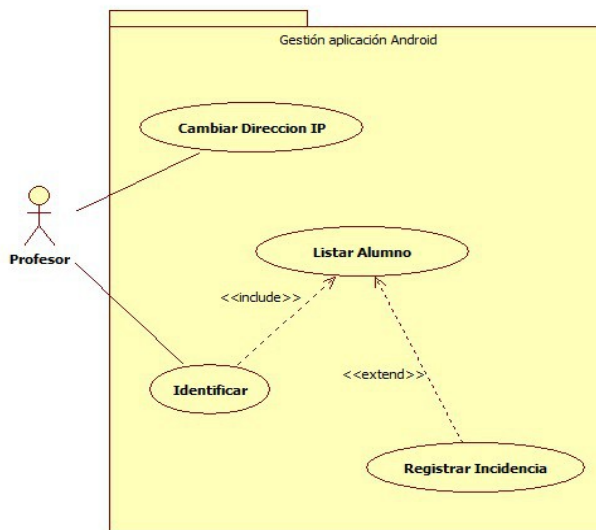 Gestión aplicación Android
Cambiar Direccion IP
Profesor
Listar Alumno
<<include>>
Identificar
<<extend>>
Registrar Incidencia